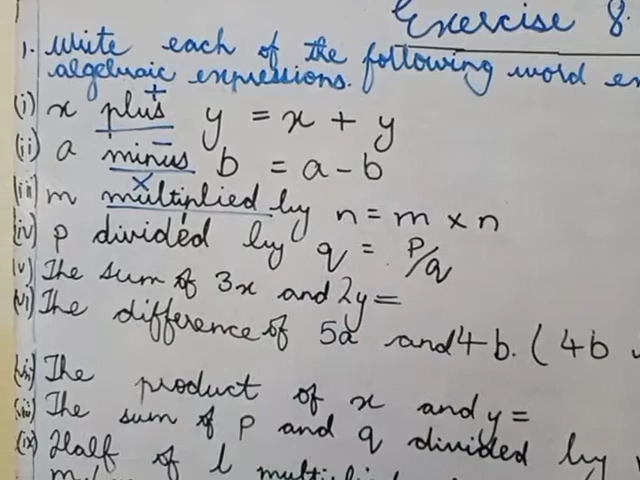 Exercise 8.
1. Write each of the following word
algebraic expressions.
(i) x plus y = x + y
+
(ii) a minus b = a - b
-
(iii) m multiplied by n = m × n
×
(iv) p divided by q = p/q
(v) The sum of 3x and 2y =
(vi) The difference of 5a and 4b. ( 4b
(vii) The product of x and y =
(viii) The sum of p and q divided by
(ix) Half of l